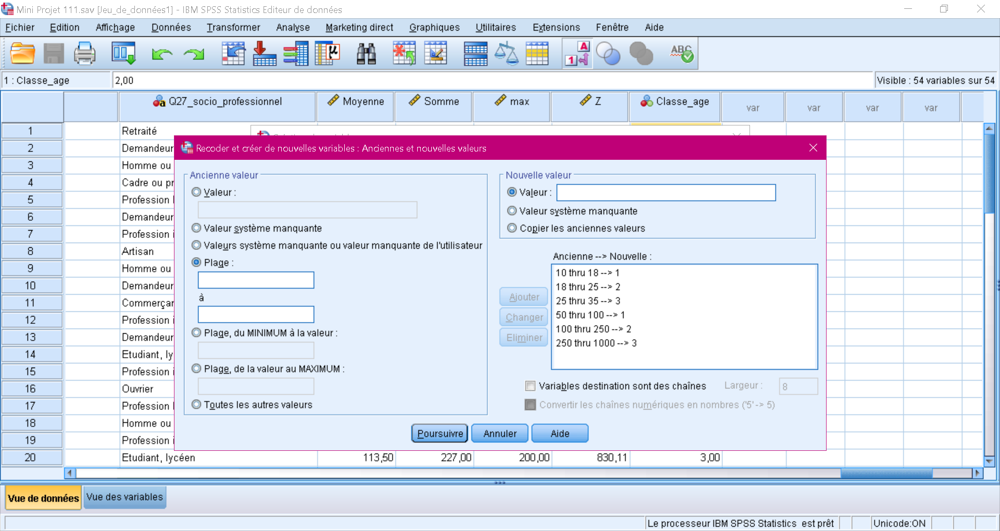 Mini Projet 111.sav [Jeu_de_données1] - IBM SPSS Statistics Editeur de données
Fichier Edition Affichage Données Transformer Analyse Marketing direct Graphiques Utilitaires Extensions Fenêtre Aide
1 : Classe_age 2,00 Visible : 54 variables sur 54
Q27_socio_professionnel Moyenne Somme max Z Classe_age var var var var
1 Retraité
2 Demandeur
3 Homme ou
4 Cadre ou
5 Profession
6 Demandeur
7 Profession
8 Artisan
9 Homme ou
10 Demandeur
11
12 Profession
13 Demandeur
14 Etudiant,
15 Profession
16 Ouvrier
17 Profession
18 Homme ou
19 Profession
20 Etudiant, lycéen 113,50 227,00 200,00 830,11 3,00
Recoder et créer de nouvelles variables : Anciennes et nouvelles valeurs
Ancienne valeur
Valeur :
Valeur système manquante
Valeurs système manquante ou valeur manquante de l'utilisateur
Plage :
à
Plage, du MINIMUM à la valeur :
Plage, de la valeur au MAXIMUM :
Toutes les autres valeurs
Nouvelle valeur
Valeur :
Valeur système manquante
Copier les anciennes valeurs
Ancienne --> Nouvelle :
10 thru 18 --> 1
18 thru 25 --> 2
25 thru 35 --> 3
50 thru 100 --> 1
100 thru 250 --> 2
250 thru 1000 --> 3
Ajouter
Changer
Eliminer
Variables destination sont des chaînes Largeur : 8
Convertir les chaînes numériques en nombres ('5' -> 5)
Poursuivre Annuler Aide
Vue de données Vue des variables
Le processeur IBM SPSS Statistics est prêt Unicode:ON